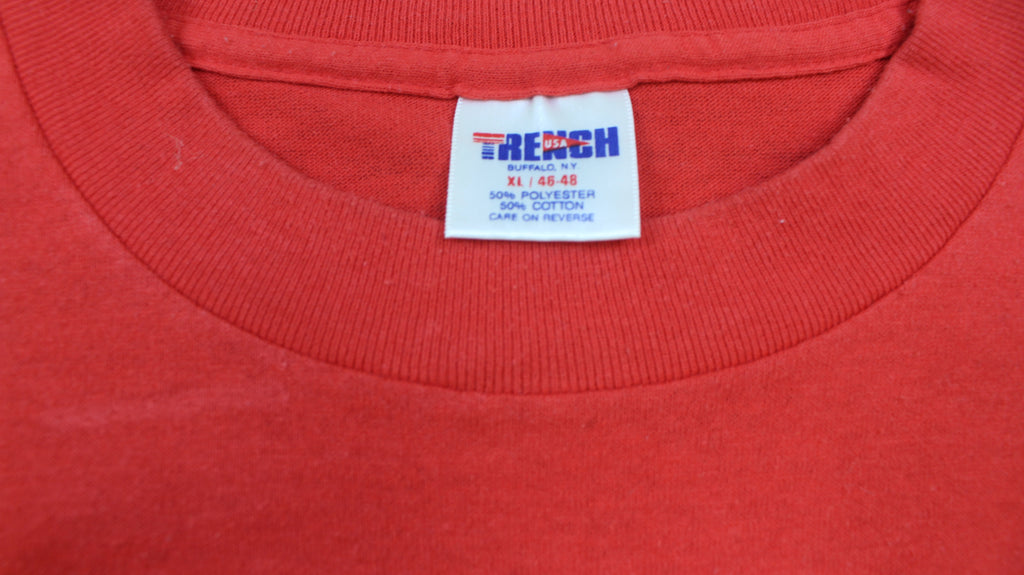 TRENCH
USA
BUFFALO, N.Y.
XL / 46-48
50% POLYESTER
50% COTTON
CARE ON REVERSE